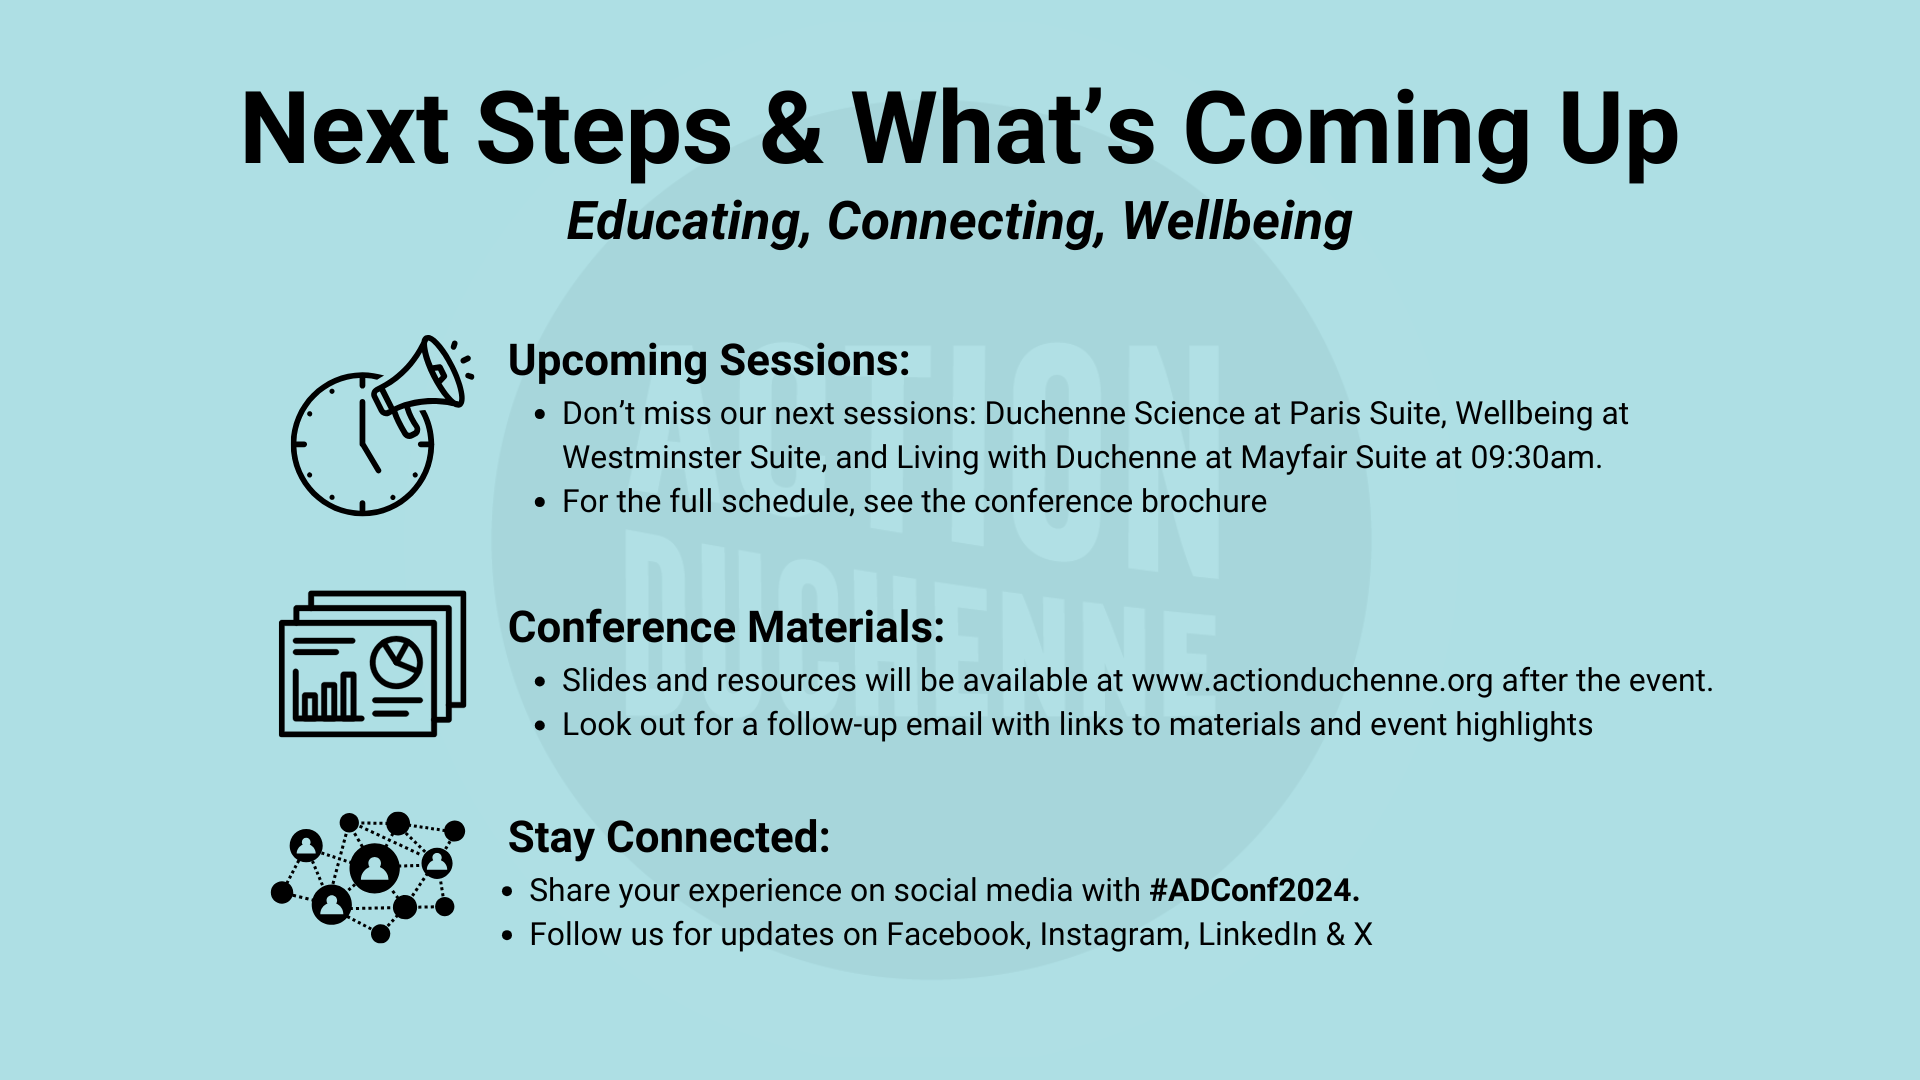 Next Steps & What’s Coming Up
Educating, Connecting, Wellbeing
Upcoming Sessions:
• Don’t miss our next sessions: Duchenne Science at Paris Suite, Wellbeing at
Westminster Suite, and Living with Duchenne at Mayfair Suite at 09:30am.
• For the full schedule, see the conference brochure
Conference Materials:
• Slides and resources will be available at www.actionduchenne.org after the event.
• Look out for a follow-up email with links to materials and event highlights
Stay Connected:
• Share your experience on social media with #ADConf2024.
• Follow us for updates on Facebook, Instagram, LinkedIn & X
ACTION
DUCHENNE